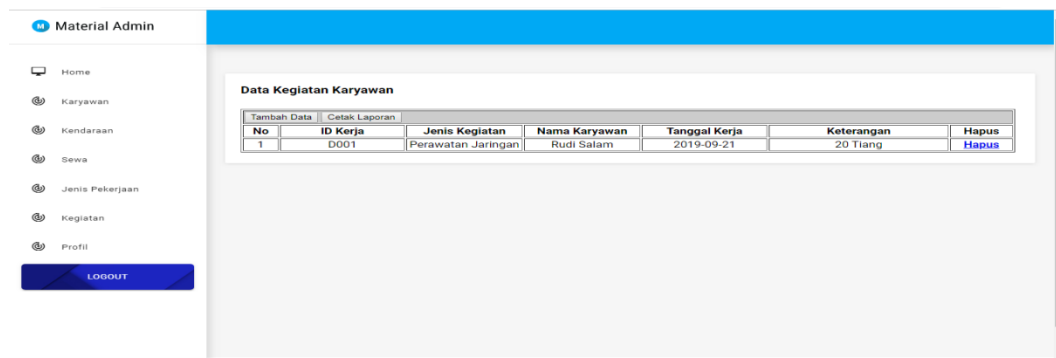 M Material Admin
Home
Karyawan
Kendaraan
Sewa
Jenis Pekerjaan
Kegiatan
Profil
LOGOUT
Data Kegiatan Karyawan
Tambah Data Cetak Laporan
No ID Kerja Jenis Kegiatan Nama Karyawan Tanggal Kerja Keterangan Hapus
1 D001 Perawatan Jaringan Rudi Salam 2019-09-21 20 Tiang Hapus